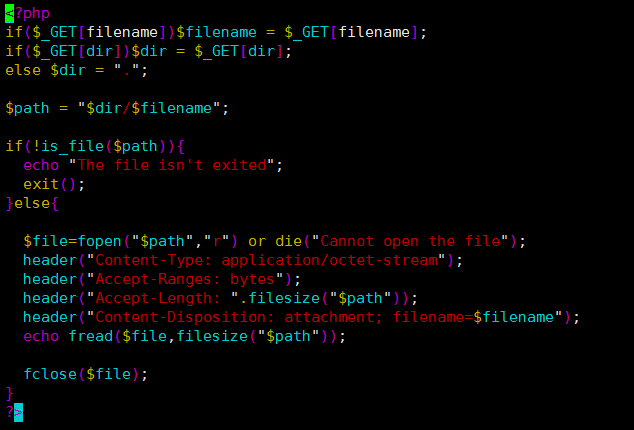 <?php
if($_GET[filename])$filename = $_GET[filename];
if($_GET[dir])$dir = $_GET[dir];
else $dir = ".";

$path = "$dir/$filename";

if(!is_file($path)){
  echo "The file isn't exited";
  exit();
}else{

  $file=fopen("$path","r") or die("Cannot open the file");
  header("Content-Type: application/octet-stream");
  header("Accept-Ranges: bytes");
  header("Accept-Length: ".filesize("$path"));
  header("Content-Disposition: attachment; filename=$filename");
  echo fread($file,filesize("$path"));

  fclose($file);
}
?>